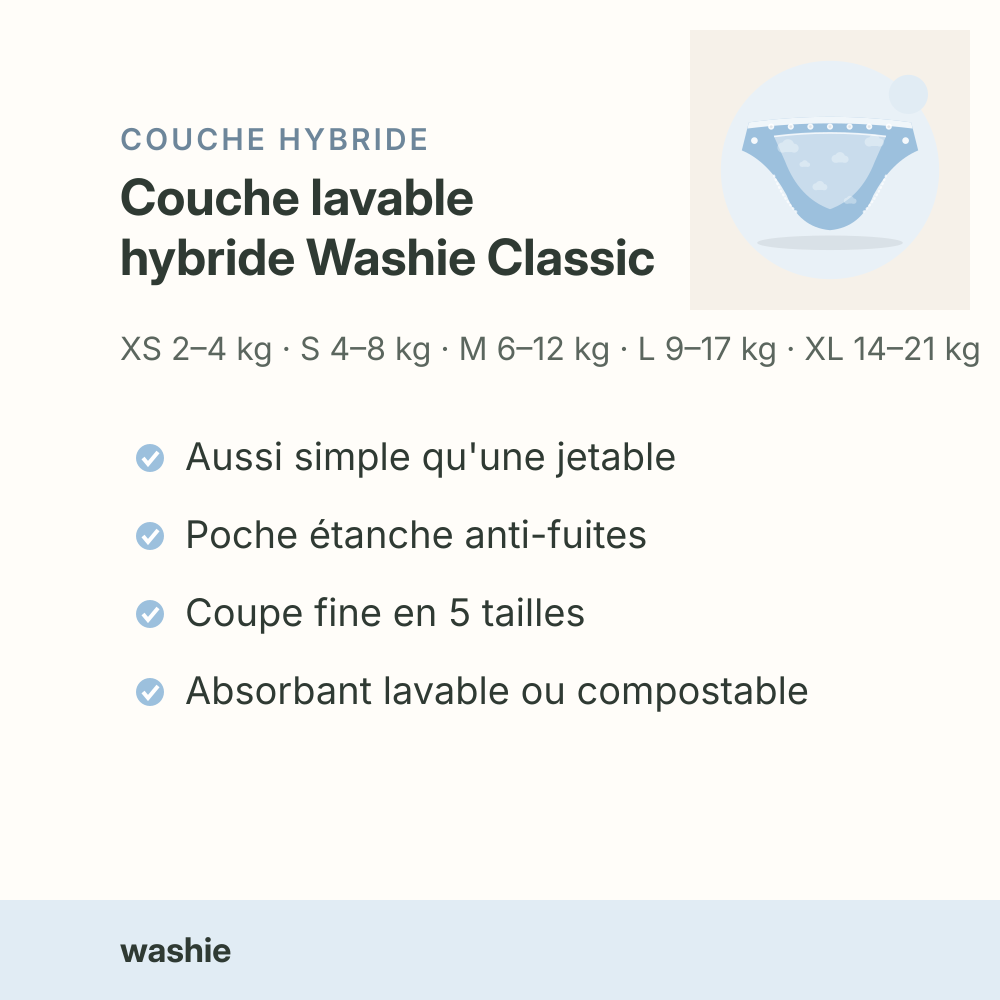 COUCHE HYBRIDE
Couche lavable
hybride Washie Classic
XS 2–4 kg · S 4–8 kg · M 6–12 kg · L 9–17 kg · XL 14–21 kg
Aussi simple qu'une jetable
Poche étanche anti-fuites
Coupe fine en 5 tailles
Absorbant lavable ou compostable
washie